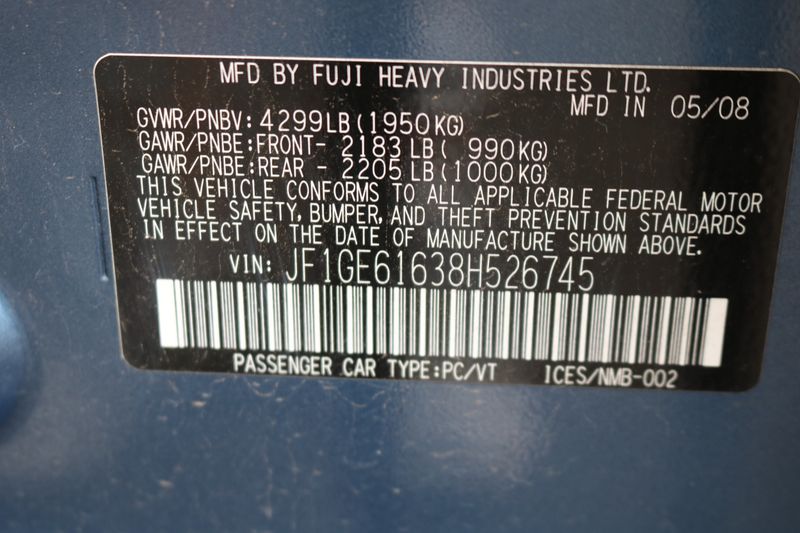 MFD BY FUJI HEAVY INDUSTRIES LTD.
MFD IN 05/08
GVWR/PNBV: 4299LB (1950KG)
GAWR/PNBE: FRONT- 2183 LB ( 990KG)
GAWR/PNBE: REAR - 2205 LB (1000KG)
THIS VEHICLE CONFORMS TO ALL APPLICABLE FEDERAL MOTOR
VEHICLE SAFETY, BUMPER, AND THEFT PREVENTION STANDARDS
IN EFFECT ON THE DATE OF MANUFACTURE SHOWN ABOVE.
VIN: JF1GE61638H526745
PASSENGER CAR TYPE:PC/VT ICES/NMB-002